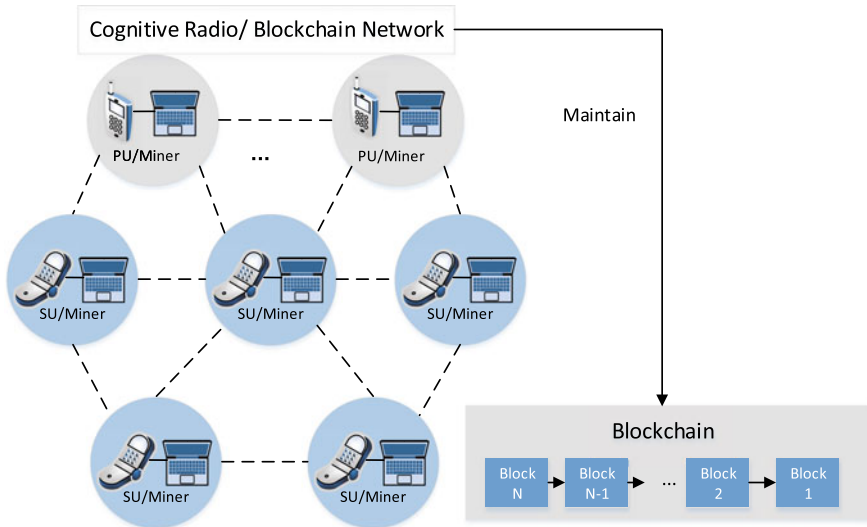 Cognitive Radio/ Blockchain Network
Maintain
PU/Miner
...
PU/Miner
SU/Miner
SU/Miner
SU/Miner
SU/Miner
SU/Miner
Blockchain
Block
N
Block
N-1
...
Block
2
Block
1